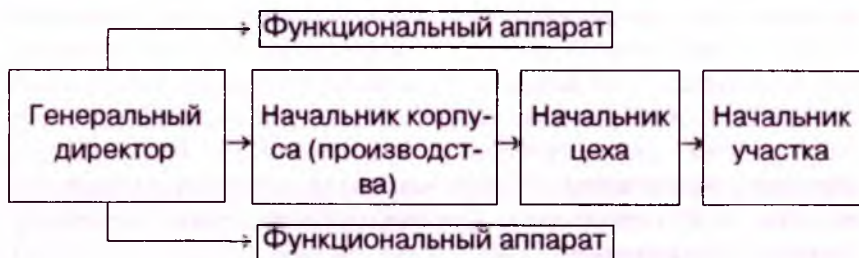 Функциональный аппарат
Генеральный
директор
Начальник корпу-
са (производст-
ва)
Начальник
цеха
Начальник
участка
Функциональный аппарат